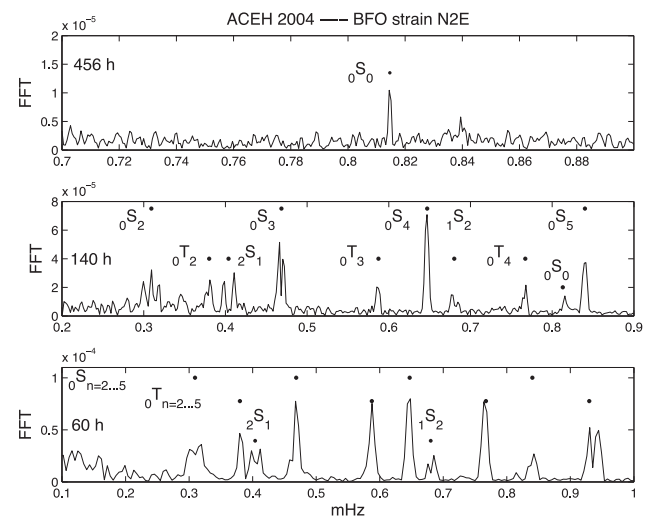 ACEH 2004 —– BFO strain N2E
x 10⁻⁵
2
1.5
1
0.5
0
FFT
456 h
₀S₀
0.7 0.72 0.74 0.76 0.78 0.8 0.82 0.84 0.86 0.88
x 10⁻⁵
8
6
4
2
0
FFT
140 h
₀S₂ ₀S₃ ₀S₄ ₁S₂ ₀S₅
₀T₂ ₂S₁ ₀T₃ ₀T₄ ₀S₀
0.2 0.3 0.4 0.5 0.6 0.7 0.8 0.9
x 10⁻⁴
1
0.5
0
FFT
60 h
₀Sₙ₌₂...₅
₀Tₙ₌₂...₅
₂S₁ ₁S₂
0.1 0.2 0.3 0.4 0.5 0.6 0.7 0.8 0.9 1
mHz